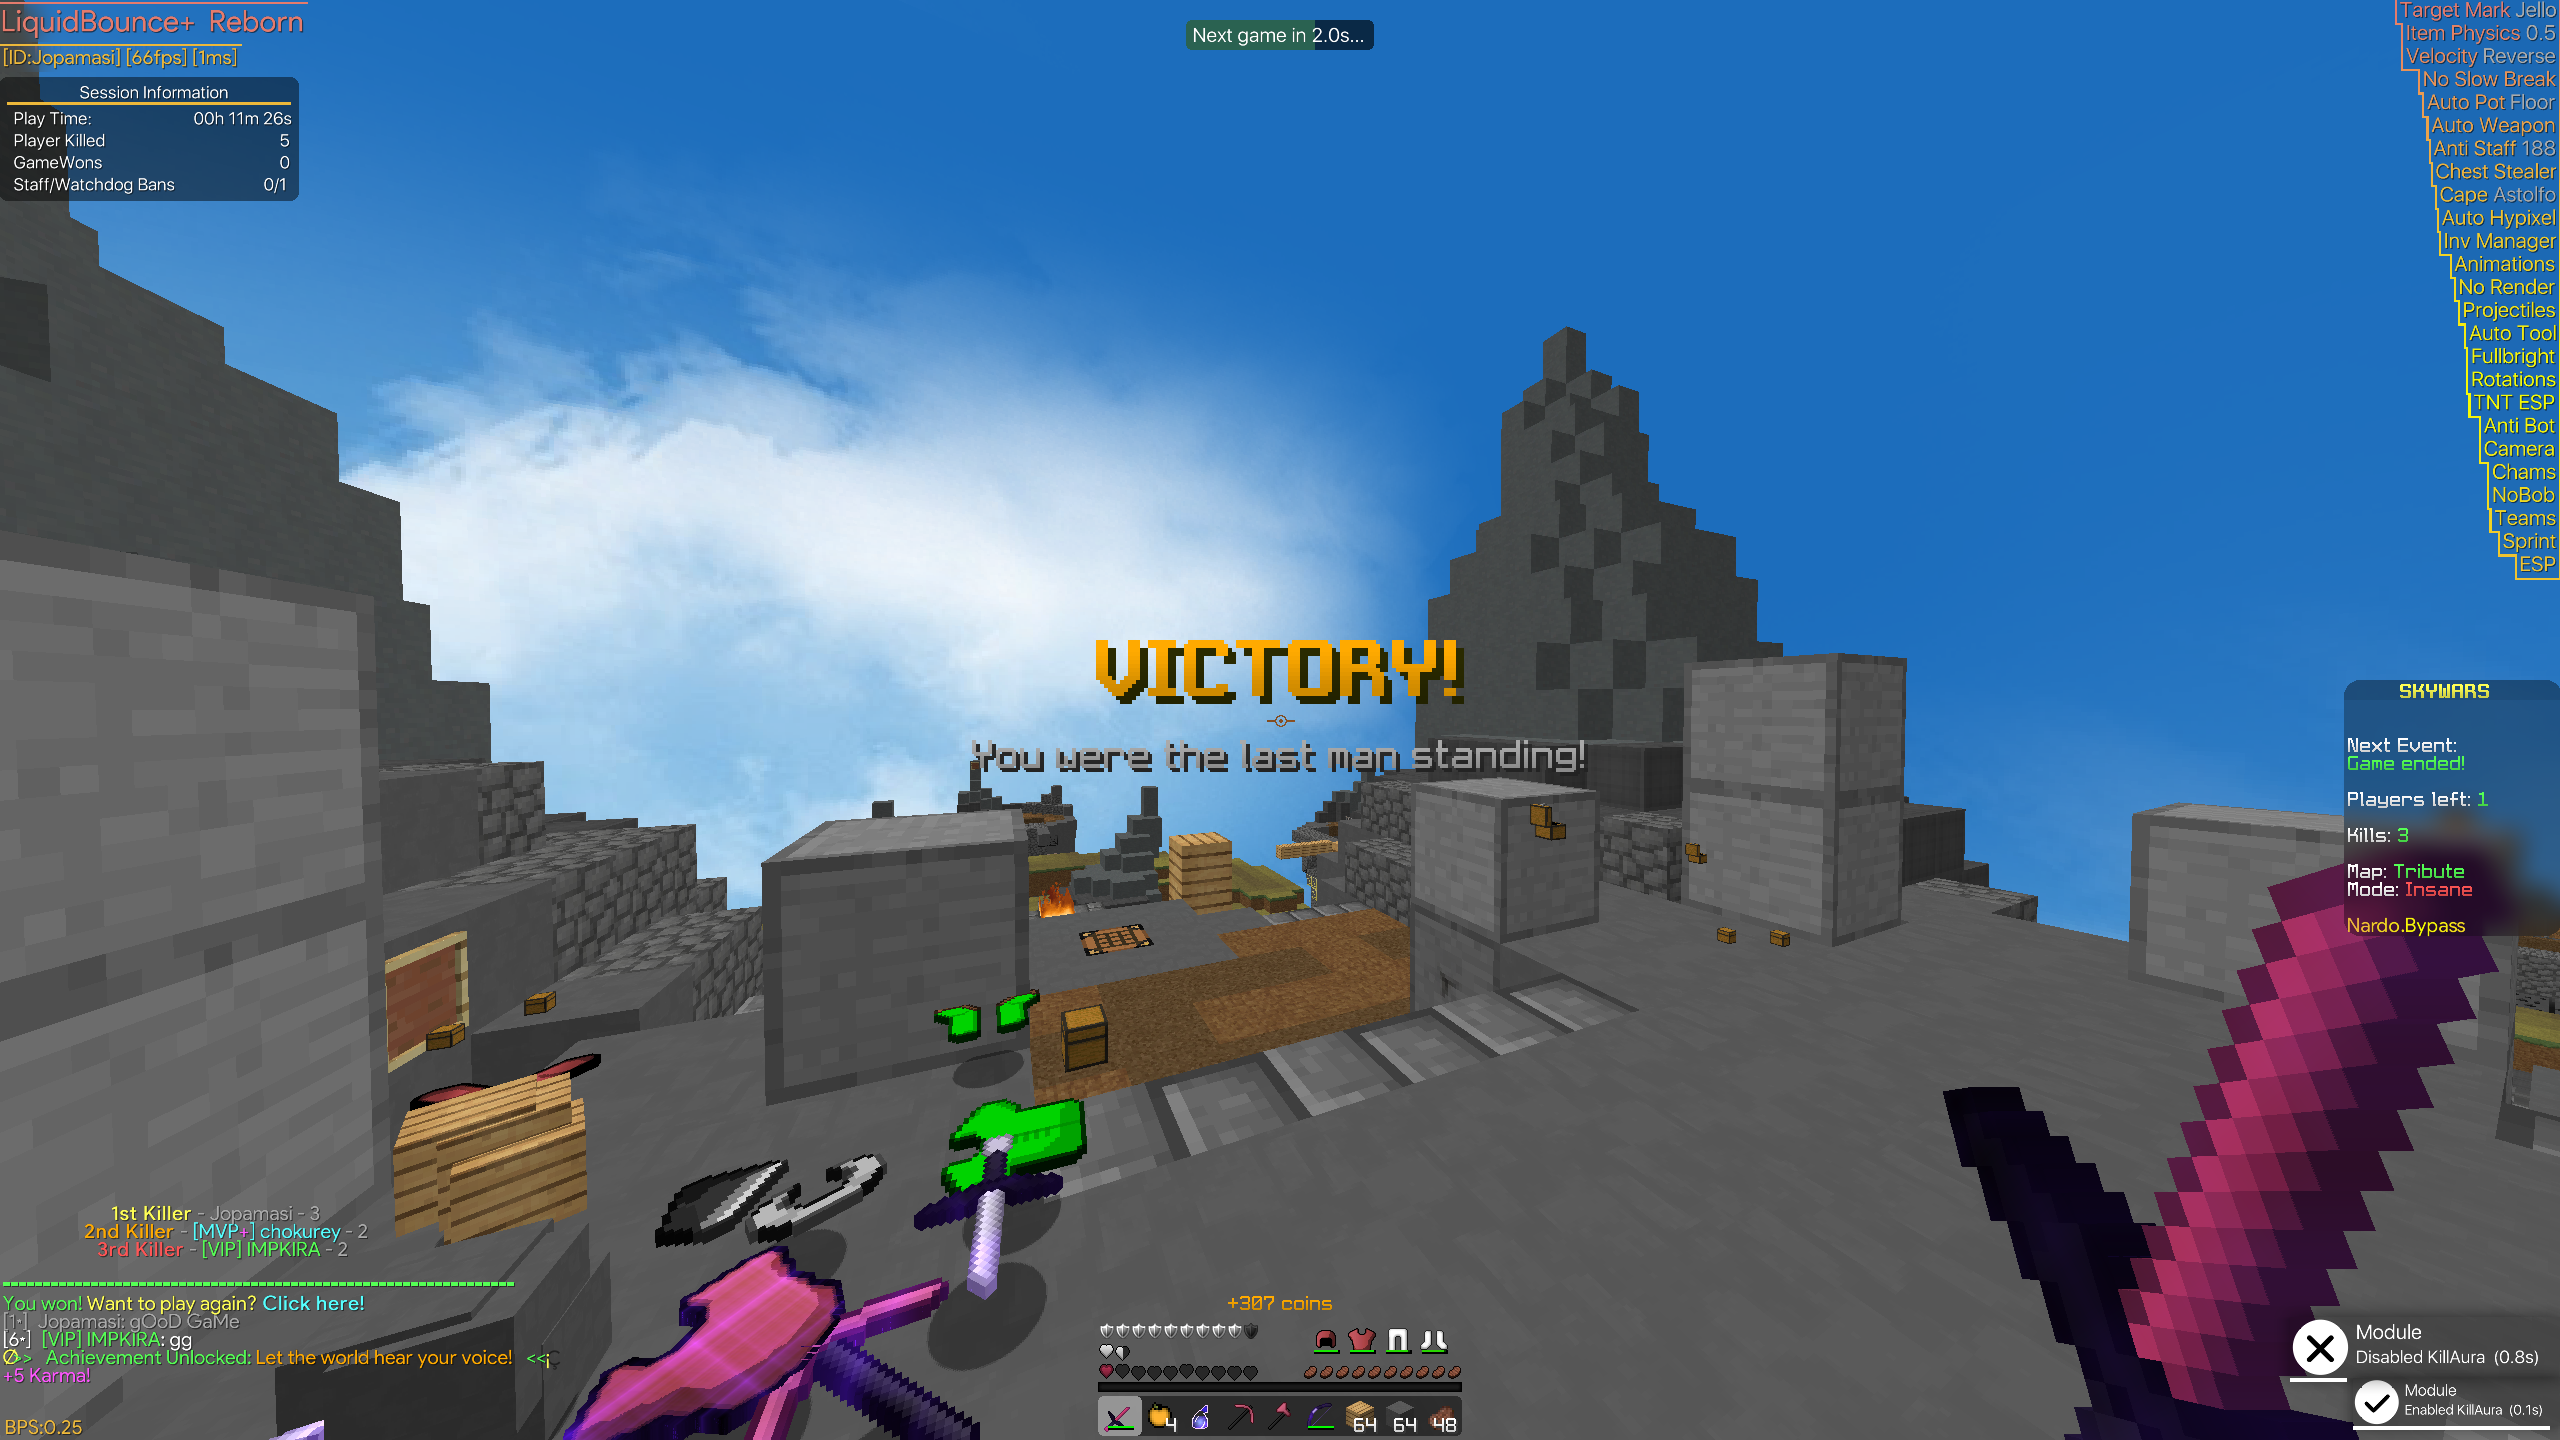 LiquidBounce+ Reborn
[ID:Jopamasi] [66fps] [1ms]
Session Information
Play Time: 00h 11m 26s
Player Killed 5
GameWons 0
Staff/Watchdog Bans 0/1
Next game in 2.0s...
Target Mark Jello
Item Physics 0.5
Velocity Reverse
No Slow Break
Auto Pot Floor
Auto Weapon
Anti Staff 188
Chest Stealer
Cape Astolfo
Auto Hypixel
Inv Manager
Animations
No Render
Projectiles
Auto Tool
Fullbright
Rotations
TNT ESP
Anti Bot
Camera
Chams
NoBob
Teams
Sprint
ESP
VICTORY!
You were the last man standing!
SKYWARS
Next Event:
Game ended!
Players left: 1
Kills: 3
Map: Tribute
Mode: Insane
Nardo.Bypass
1st Killer - Jopamasi - 3
2nd Killer - [MVP+] chokurey - 2
3rd Killer - [VIP] IMPKIRA - 2
You won! Want to play again? Click here!
[1⋆] Jopamasi: gOoD GaMe
[6⋆] [VIP] IMPKIRA: gg
>> Achievement Unlocked: Let the world hear your voice! <<
+5 Karma!
BPS:0.25
+307 coins
4
64
64
48
Module
Disabled KillAura (0.8s)
Module
Enabled KillAura (0.1s)